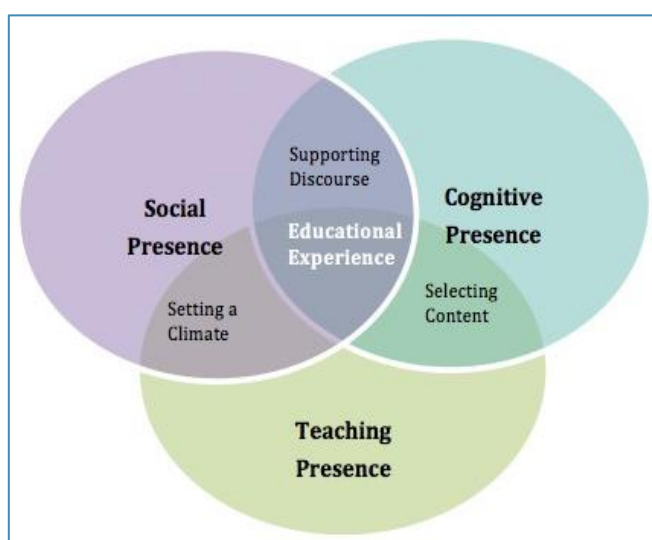 Supporting
Discourse
Social
Presence
Cognitive
Presence
Educational
Experience
Setting a
Climate
Selecting
Content
Teaching
Presence